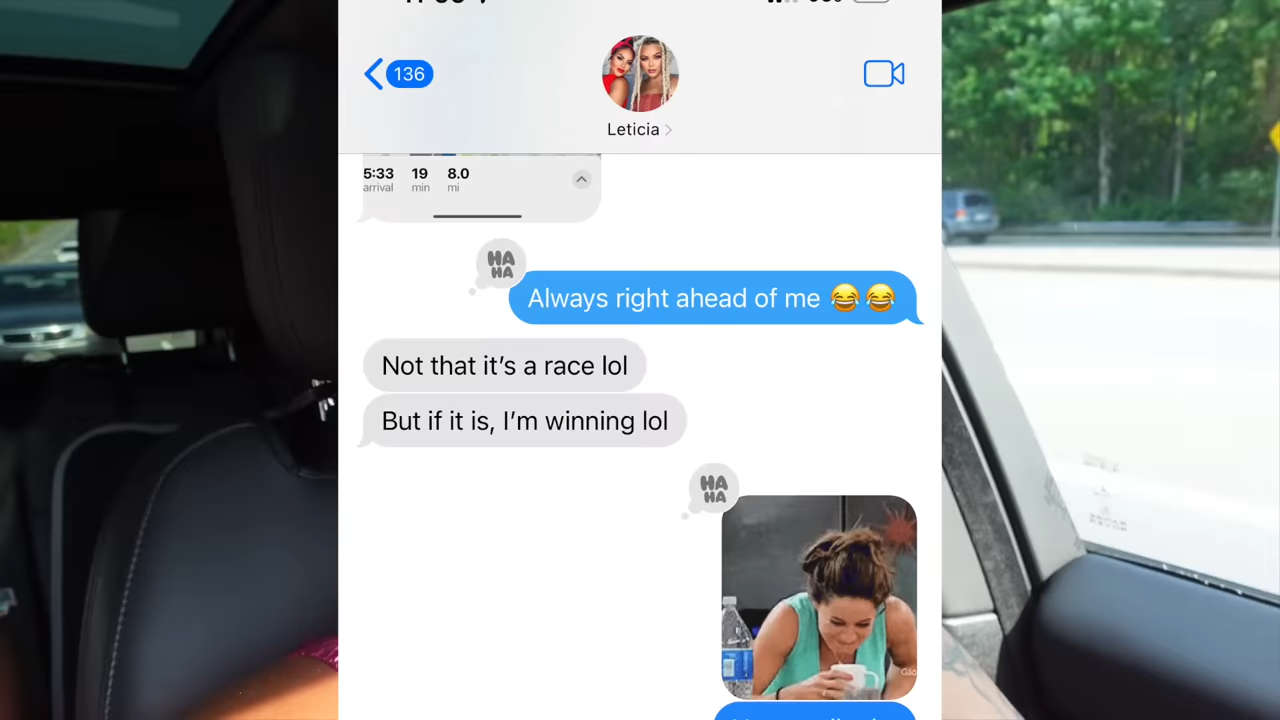 136
Leticia
5:33 19 8.0
arrival min mi
HA
HA
Always right ahead of me 😂😂
Not that it's a race lol
But if it is, I'm winning lol
HA
HA